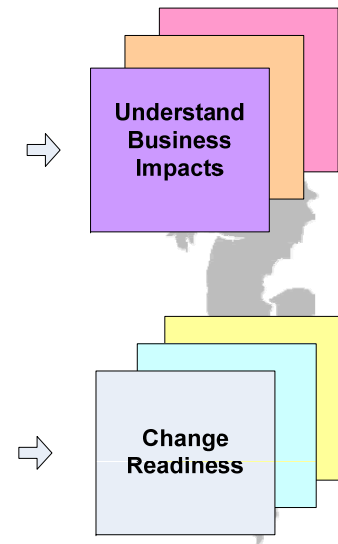 Understand
Business
Impacts
Change
Readiness